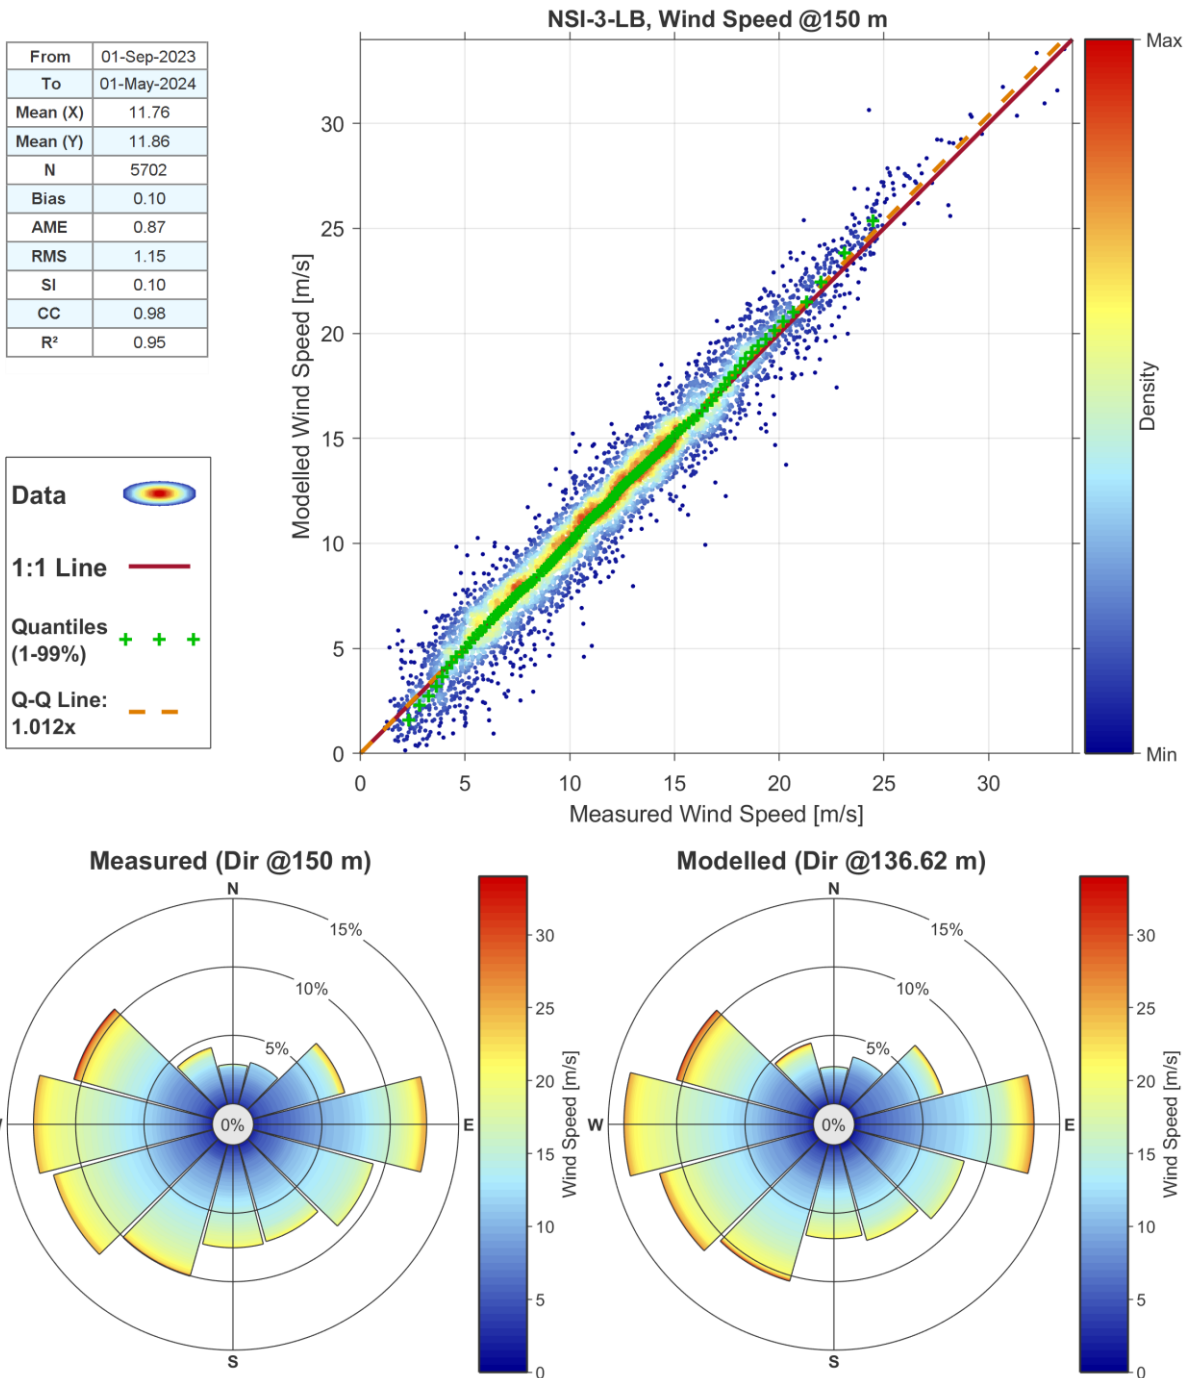 NSI-3-LB, Wind Speed @150 m
From 01-Sep-2023
To 01-May-2024
Mean (X) 11.76
Mean (Y) 11.86
N 5702
Bias 0.10
AME 0.87
RMS 1.15
SI 0.10
CC 0.98
R² 0.95
Data
1:1 Line
Quantiles
(1-99%)
Q-Q Line:
1.012x
Modelled Wind Speed [m/s]
30
25
20
15
10
5
0
0 5 10 15 20 25 30
Measured Wind Speed [m/s]
Max
Density
Min
Measured (Dir @150 m)
N
15%
10%
5%
0%
E
S
30
25
20
15
10
5
0
Wind Speed [m/s]
Modelled (Dir @136.62 m)
N
15%
10%
5%
0%
W
E
S
30
25
20
15
10
5
0
Wind Speed [m/s]